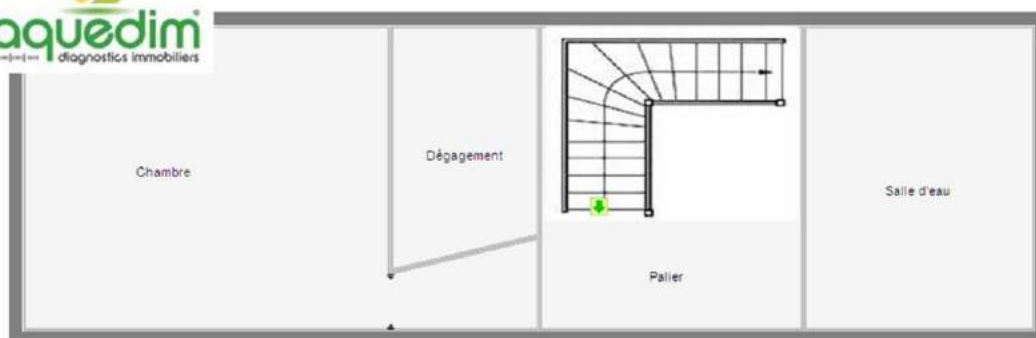 aquedim
diagnostics immobiliers
Chambre
Dégagement
Palier
Salle d'eau